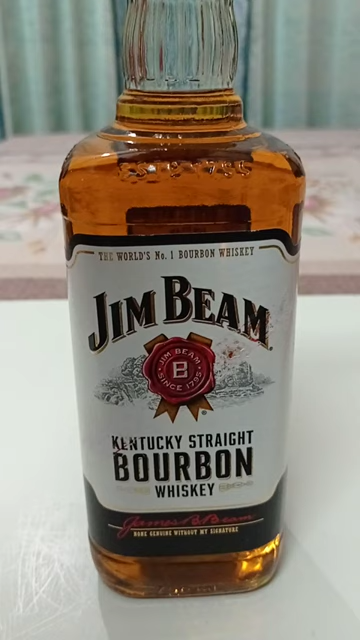 THE WORLD'S No. 1 BOURBON WHISKEY
JIM BEAM
JIM BEAM
B
SINCE 1795
KENTUCKY STRAIGHT
BOURBON
WHISKEY
James B. Beam
NONE GENUINE WITHOUT MY SIGNATURE